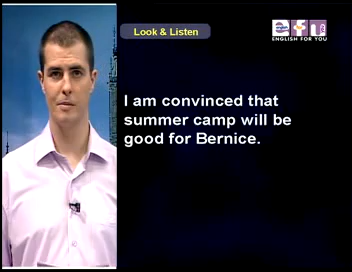 Look & Listen
efu
ENGLISH FOR YOU
I am convinced that
summer camp will be
good for Bernice.